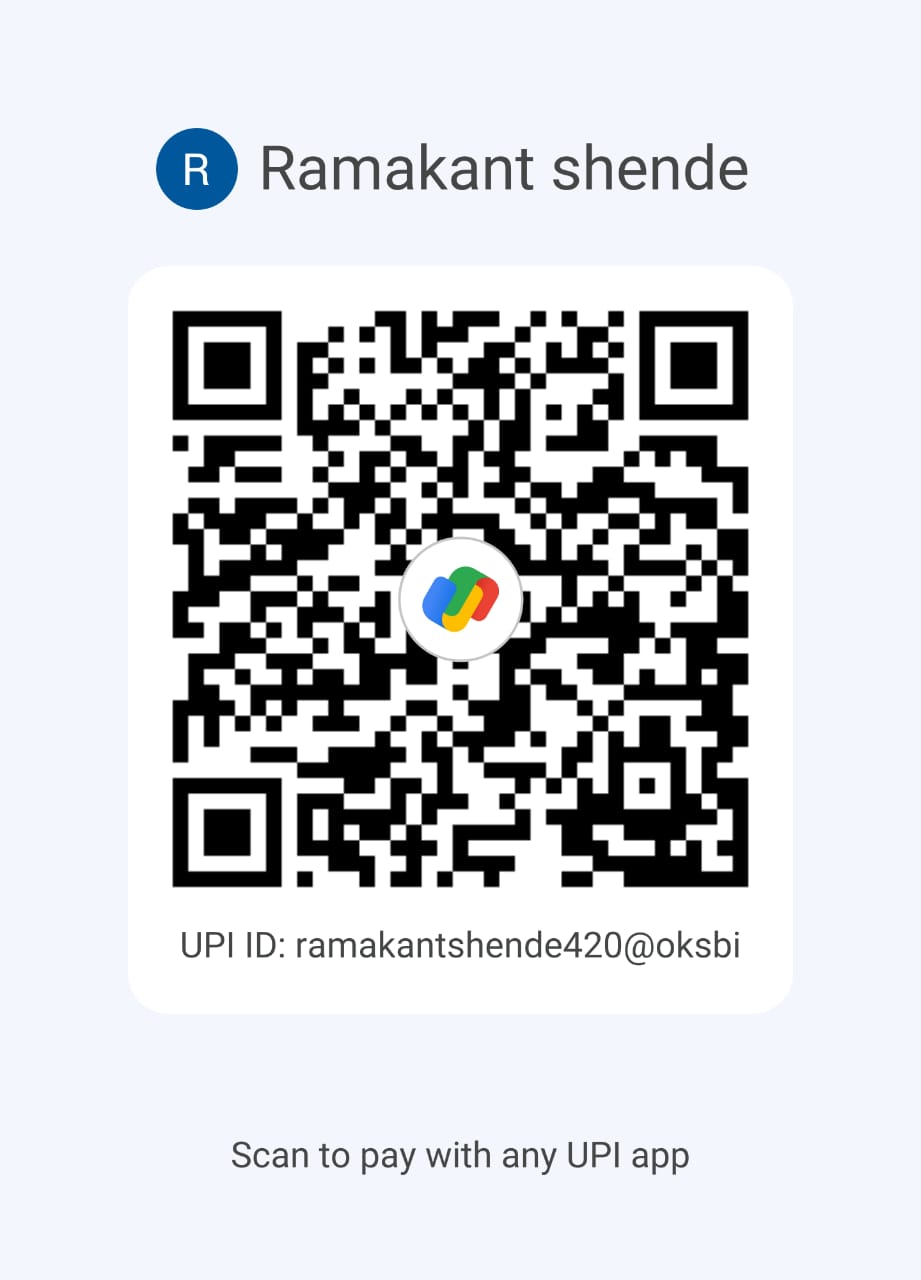 R
Ramakant shende
UPI ID: ramakantshende420@oksbi
Scan to pay with any UPI app